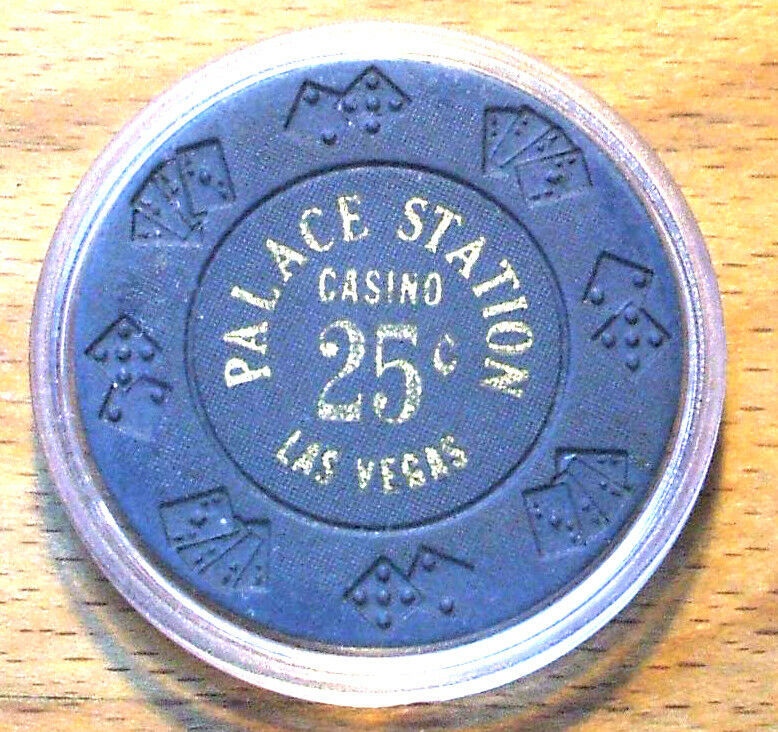 PALACE STATION
CASINO
25¢
LAS VEGAS